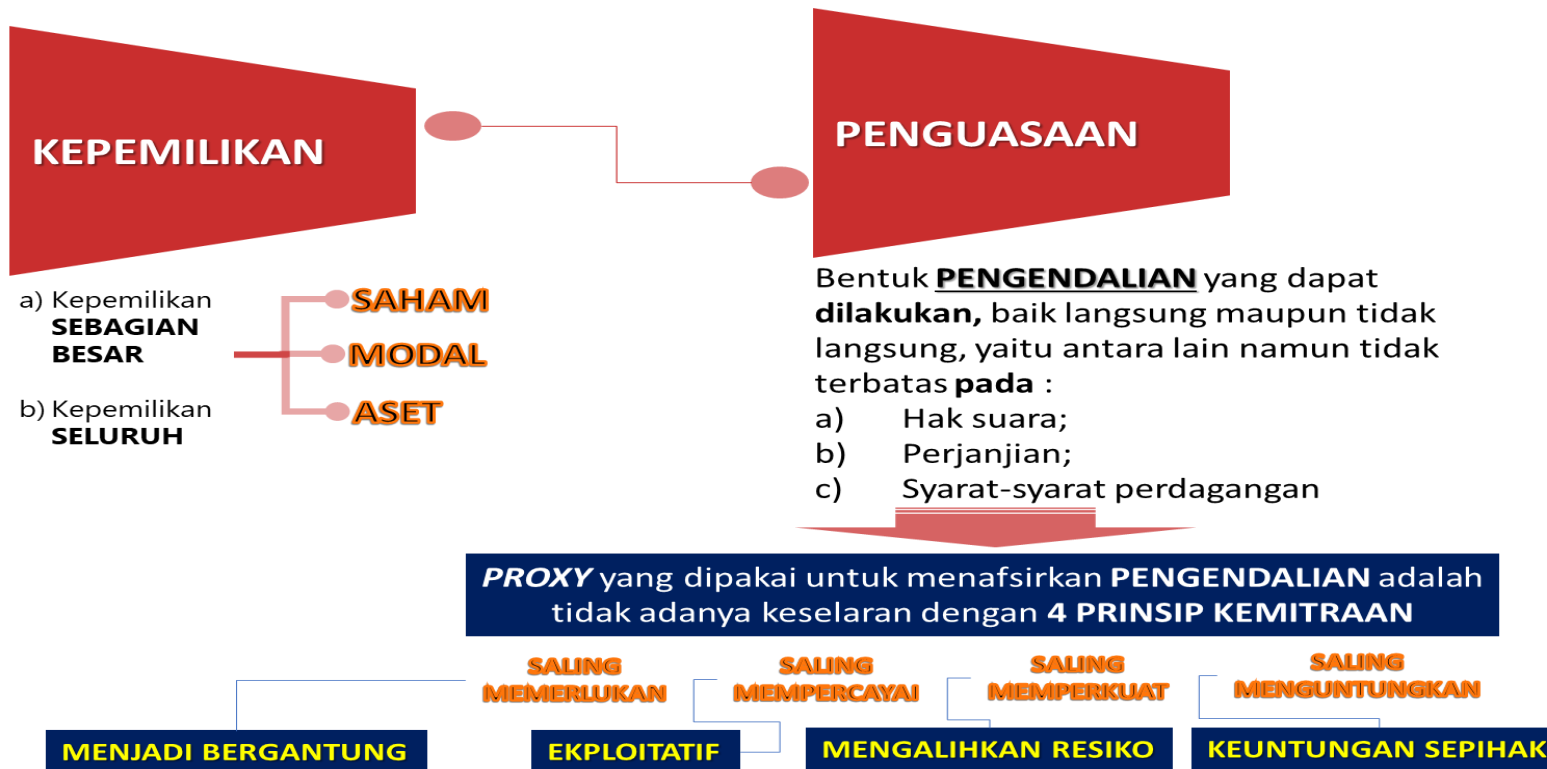 KEPEMILIKAN
a) Kepemilikan
SEBAGIAN
BESAR
b) Kepemilikan
SELURUH
SAHAM
MODAL
ASET
PENGUASAAN
Bentuk PENGENDALIAN yang dapat
dilakukan, baik langsung maupun tidak
langsung, yaitu antara lain namun tidak
terbatas pada :
a) Hak suara;
b) Perjanjian;
c) Syarat-syarat perdagangan
PROXY yang dipakai untuk menafsirkan PENGENDALIAN adalah
tidak adanya keselaran dengan 4 PRINSIP KEMITRAAN
SALING
MEMERLUKAN
SALING
MEMPERCAYAI
SALING
MEMPERKUAT
SALING
MENGUNTUNGKAN
MENJADI BERGANTUNG
EKPLOITATIF
MENGALIHKAN RESIKO
KEUNTUNGAN SEPIHAK